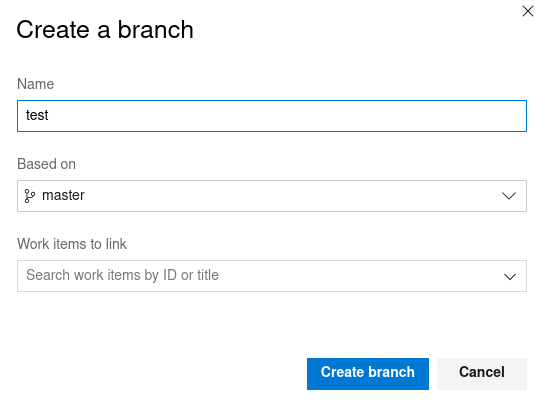 Create a branch
Name
test
Based on
master
Work items to link
Search work items by ID or title
Create branch
Cancel